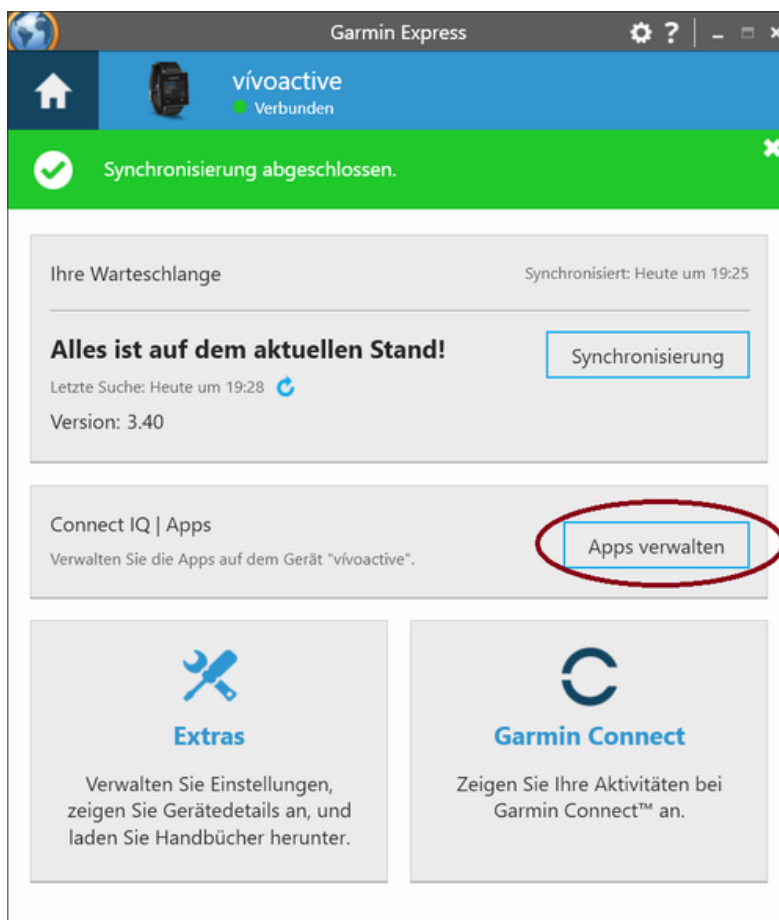 Garmin Express
?
vívoactive
Verbunden
Synchronisierung abgeschlossen.
Ihre Warteschlange
Synchronisiert: Heute um 19:25
Alles ist auf dem aktuellen Stand!
Synchronisierung
Letzte Suche: Heute um 19:28
Version: 3.40
Connect IQ | Apps
Apps verwalten
Verwalten Sie die Apps auf dem Gerät "vívoactive".
Extras
Verwalten Sie Einstellungen,
zeigen Sie Gerätedetails an, und
laden Sie Handbücher herunter.
Garmin Connect
Zeigen Sie Ihre Aktivitäten bei
Garmin Connect™ an.